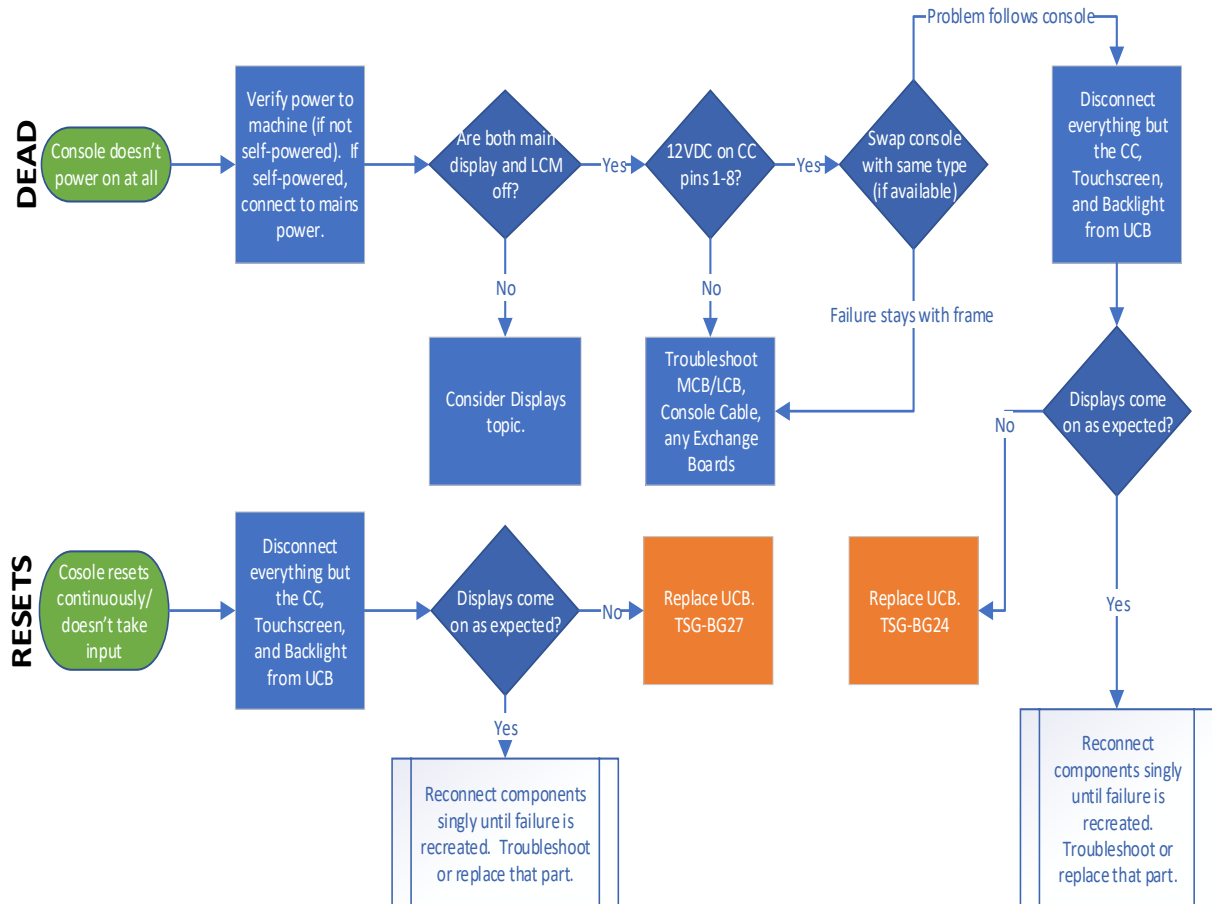 Problem follows console
DEAD
Console doesn't
power on at all
Verify power to
machine (if not
self-powered). If
self-powered,
connect to mains
power.
Are both main
display and LCM
off?
Yes
12VDC on CC
pins 1-8?
Yes
Swap console
with same type
(if available)
Disconnect
everything but
the CC,
Touchscreen,
and Backlight
from UCB
No
No
Failure stays with frame
Consider Displays
topic.
Troubleshoot
MCB/LCB,
Console Cable,
any Exchange
Boards
Displays come
on as expected?
No
Yes
RESETS
Cosole resets
continuously/
doesn't take
input
Disconnect
everything but
the CC,
Touchscreen,
and Backlight
from UCB
Displays come
on as expected?
No
Replace UCB.
TSG-BG27
Replace UCB.
TSG-BG24
Yes
Reconnect components
singly until failure is
recreated. Troubleshoot
or replace that part.
Reconnect
components singly
until failure is
recreated.
Troubleshoot or
replace that part.